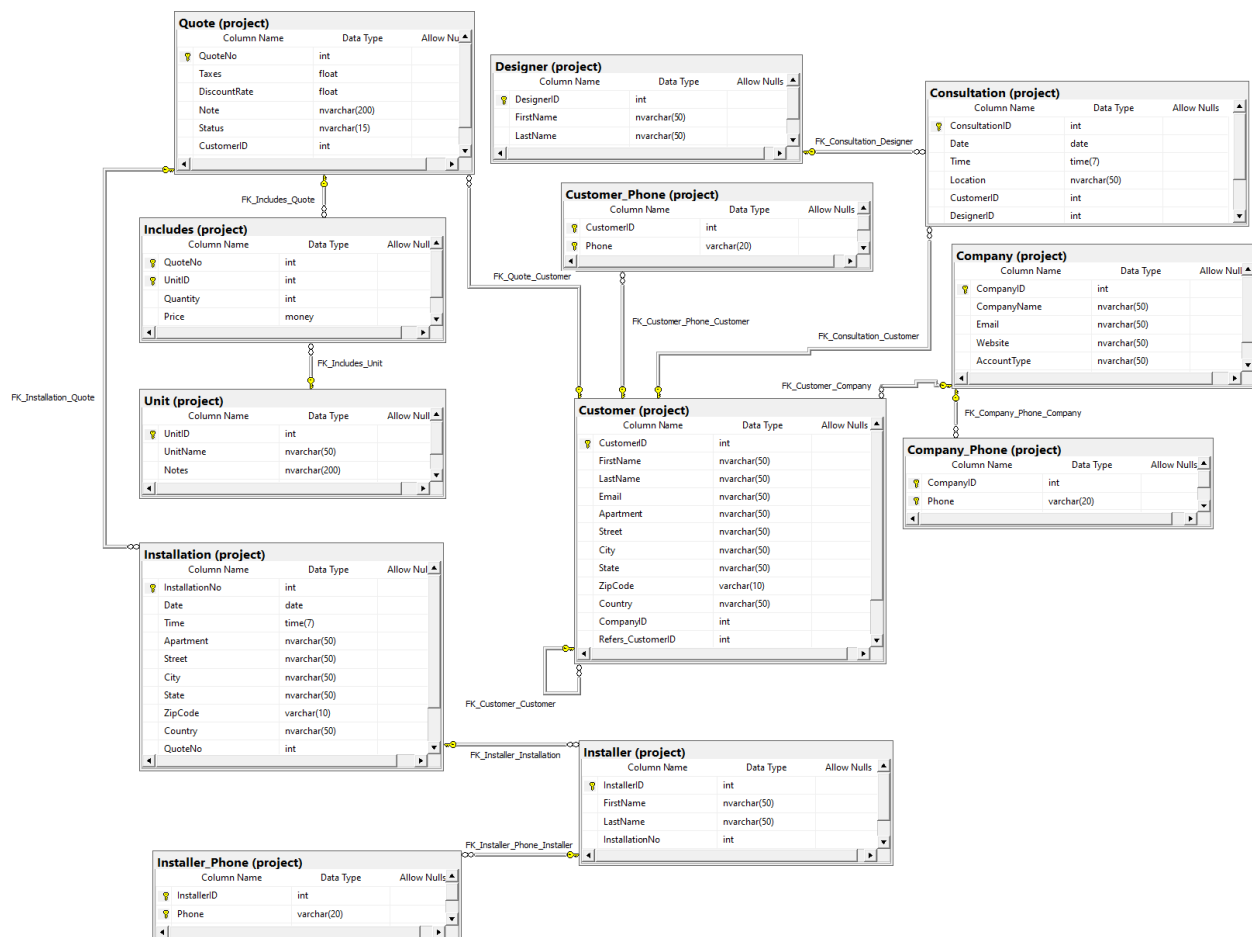 Quote (project)
Column Name Data Type Allow Nu
QuoteNo int
Taxes float
DiscountRate float
Note nvarchar(200)
Status nvarchar(15)
CustomerID int
Designer (project)
Column Name Data Type Allow Nulls
DesignerID int
FirstName nvarchar(50)
LastName nvarchar(50)
FK_Consultation_Designer
Consultation (project)
Column Name Data Type Allow Nulls
ConsultationID int
Date date
Time time(7)
Location nvarchar(50)
CustomerID int
DesignerID int
FK_Includes_Quote
Customer_Phone (project)
Column Name Data Type Allow Nulls
CustomerID int
Phone varchar(20)
Includes (project)
Column Name Data Type Allow Null
QuoteNo int
UnitID int
Quantity int
Price money
FK_Quote_Customer
FK_Customer_Phone_Customer
FK_Consultation_Customer
Company (project)
Column Name Data Type Allow Null
CompanyID int
CompanyName nvarchar(50)
Email nvarchar(50)
Website nvarchar(50)
AccountType nvarchar(50)
FK_Includes_Unit
FK_Customer_Company
FK_Installation_Quote
FK_Company_Phone_Company
Unit (project)
Column Name Data Type Allow Null
UnitID int
UnitName nvarchar(50)
Notes nvarchar(200)
Customer (project)
Column Name Data Type Allow Nulls
CustomerID int
FirstName nvarchar(50)
LastName nvarchar(50)
Email nvarchar(50)
Apartment nvarchar(50)
Street nvarchar(50)
City nvarchar(50)
State nvarchar(50)
ZipCode varchar(10)
Country nvarchar(50)
CompanyID int
Refers_CustomerID int
Company_Phone (project)
Column Name Data Type Allow Nulls
CompanyID int
Phone varchar(20)
Installation (project)
Column Name Data Type Allow Nul
InstallationNo int
Date date
Time time(7)
Apartment nvarchar(50)
Street nvarchar(50)
City nvarchar(50)
State nvarchar(50)
ZipCode varchar(10)
Country nvarchar(50)
QuoteNo int
FK_Customer_Customer
FK_Installer_Installation
Installer (project)
Column Name Data Type Allow Nulls
InstallerID int
FirstName nvarchar(50)
LastName nvarchar(50)
InstallationNo int
FK_Installer_Phone_Installer
Installer_Phone (project)
Column Name Data Type Allow Nulls
InstallerID int
Phone varchar(20)